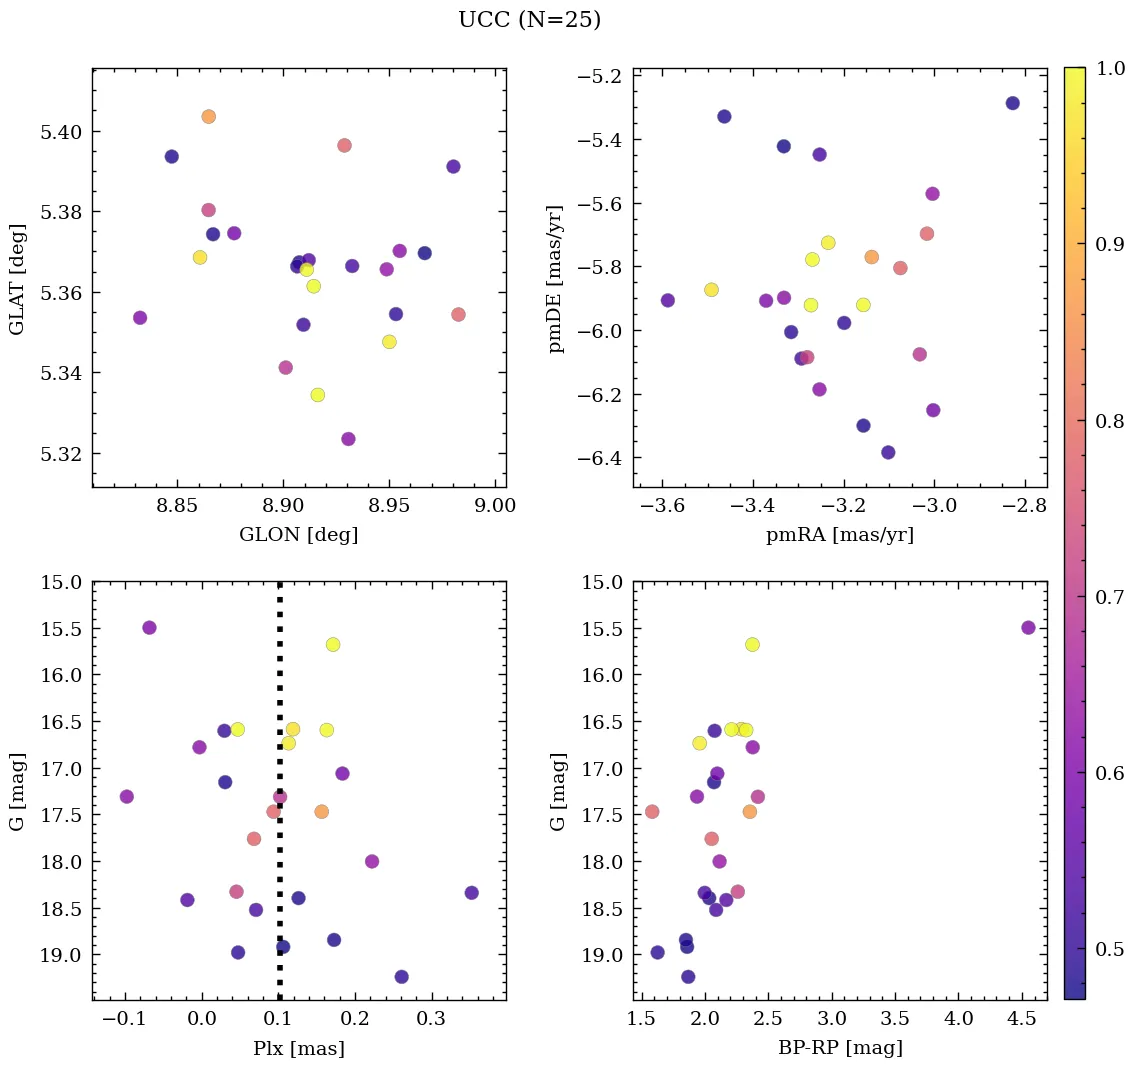 UCC (N=25)
5.40
5.38
5.36
5.34
5.32
GLAT [deg]
8.85 8.90 8.95 9.00
GLON [deg]
−5.2
−5.4
−5.6
−5.8
−6.0
−6.2
−6.4
pmDE [mas/yr]
−3.6 −3.4 −3.2 −3.0 −2.8
pmRA [mas/yr]
15.0
15.5
16.0
16.5
17.0
17.5
18.0
18.5
19.0
G [mag]
−0.1 0.0 0.1 0.2 0.3
Plx [mas]
15.0
15.5
16.0
16.5
17.0
17.5
18.0
18.5
19.0
G [mag]
1.5 2.0 2.5 3.0 3.5 4.0 4.5
BP-RP [mag]
1.0
0.9
0.8
0.7
0.6
0.5